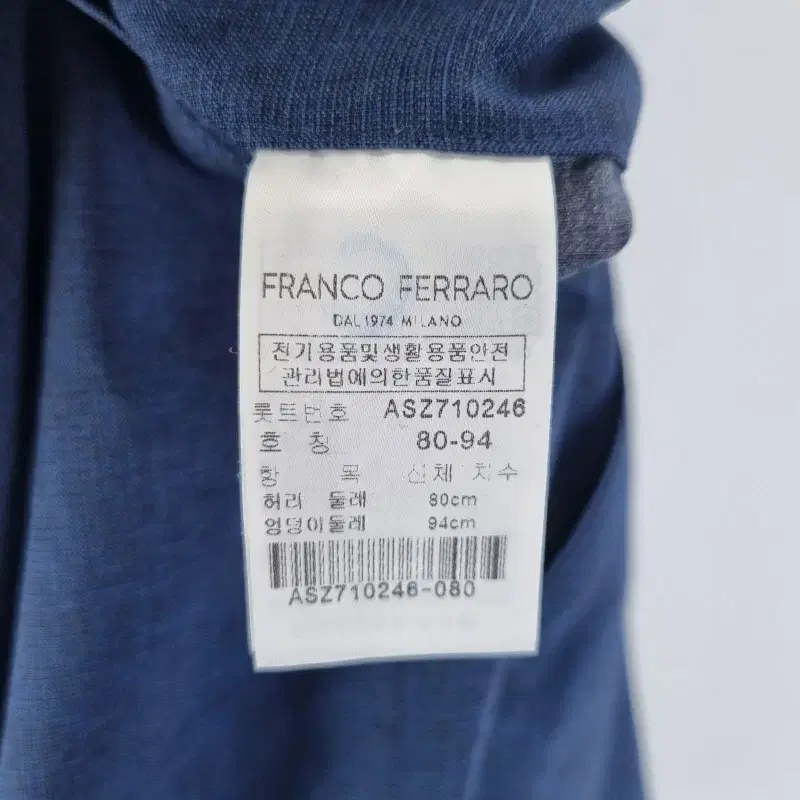 FRANCO FERRARO
DAL 1974 MILANO
전기용품및생활용품안전
관리법에의한품질표시
롯트번호 ASZ710246
호 칭 80-94
항 목 신체 치수
허리 둘레 80cm
엉덩이둘레 94cm
ASZ710246-080